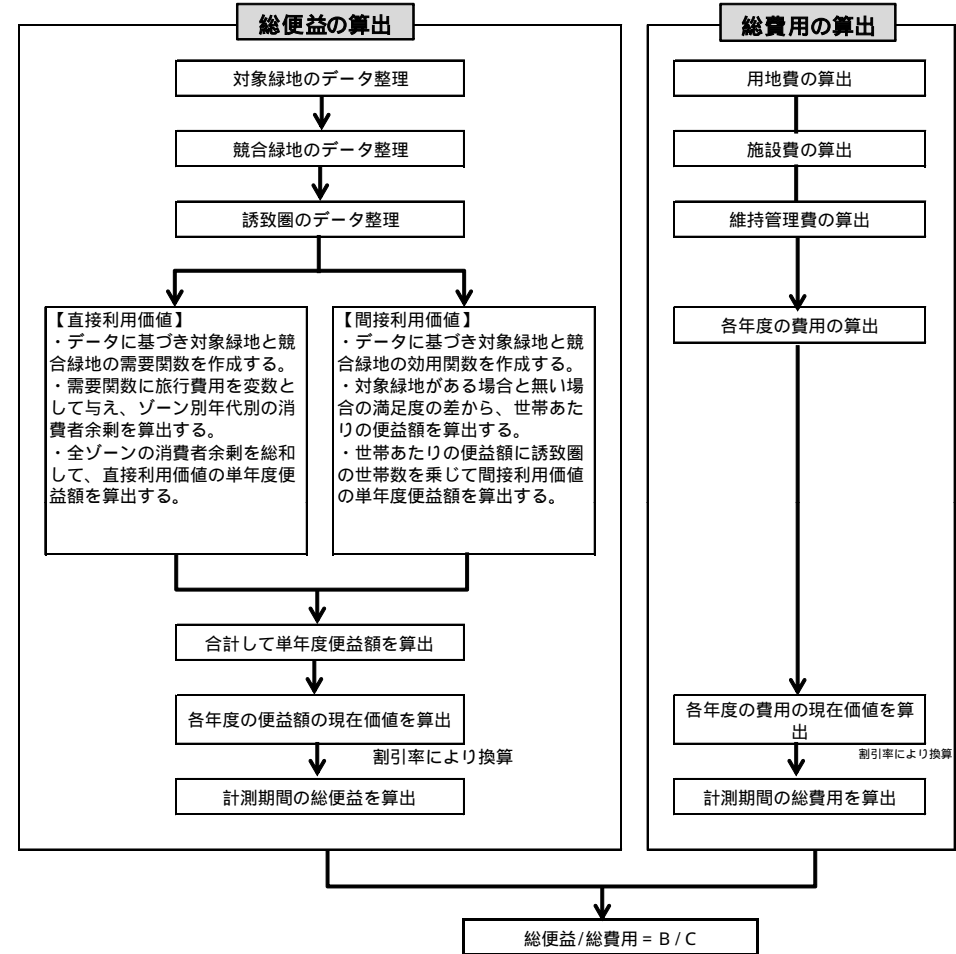 総便益の算出
対象緑地のデータ整理
競合緑地のデータ整理
誘致圏のデータ整理
【直接利用価値】
・データに基づき対象緑地と競
合緑地の需要関数を作成する。
・需要関数に旅行費用を変数と
して与え、ゾーン別年代別の消
費者余剰を算出する。
・全ゾーンの消費者余剰を総和
して、直接利用価値の単年度便
益額を算出する。
【間接利用価値】
・データに基づき対象緑地と競
合緑地の効用関数を作成する。
・対象緑地がある場合と無い場
合の満足度の差から、世帯あた
りの便益額を算出する。
・世帯あたりの便益額に誘致圏
の世帯数を乗じて間接利用価値
の単年度便益額を算出する。
合計して単年度便益額を算出
各年度の便益額の現在価値を算出
割引率により換算
計測期間の総便益を算出
総費用の算出
用地費の算出
施設費の算出
維持管理費の算出
各年度の費用の算出
各年度の費用の現在価値を算
出
割引率により換算
計測期間の総費用を算出
総便益/総費用 = B / C